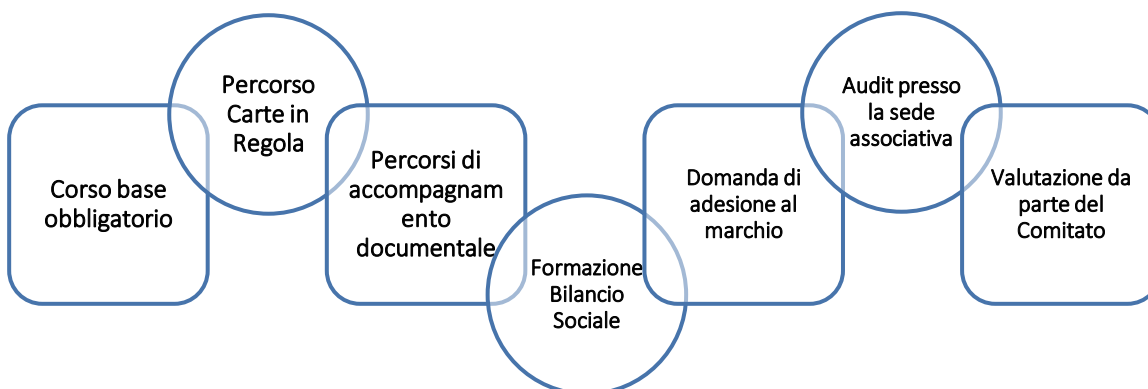 Corso base
obbligatorio
Percorso
Carte in
Regola
Percorsi di
accompagnam
ento
documentale
Formazione
Bilancio
Sociale
Domanda di
adesione al
marchio
Audit presso
la sede
associativa
Valutazione da
parte del
Comitato